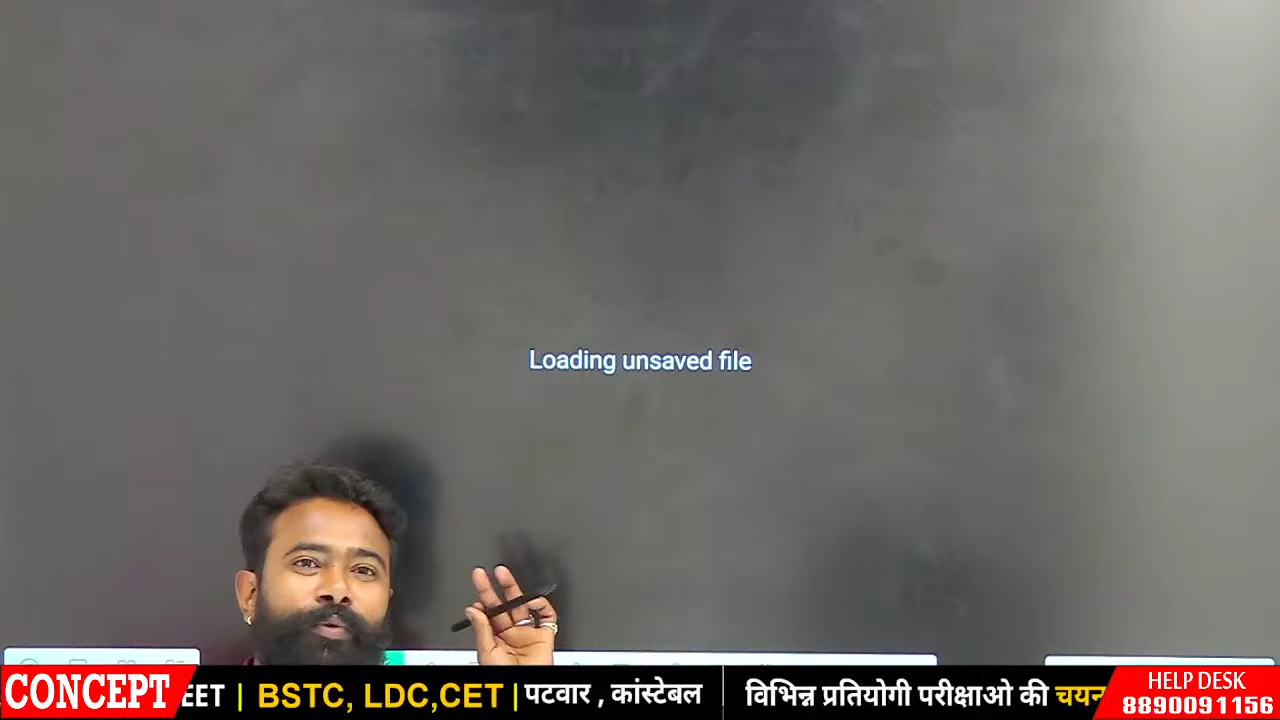 Loading unsaved file
CONCEPT
EET | BSTC, LDC,CET | पटवार , कांस्टेबल
विभिन्न प्रतियोगी परीक्षाओ की चयन
HELP DESK
8890091156